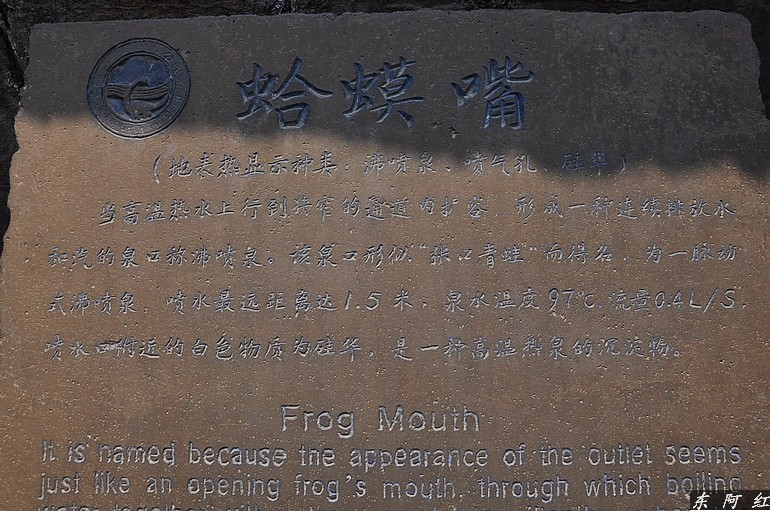 蛤蟆嘴
(地表热显示种类：沸喷泉、喷气孔、硅华)
当高温热水上行到狭窄的通道内扩容，形成一种连续排放水
和汽的泉口称沸喷泉。该泉口形似"张口青蛙"而得名，为一脉动
式沸喷泉，喷水最远距离达1.5米；泉水温度97℃.流量0.4L/S.
喷水口附近的白色物质为硅华，是一种高温热泉的沉淀物。
Frog Mouth
It is named because the appearance of the outlet seems
just like an opening frog's mouth, through which boiling
water together with
东阿红